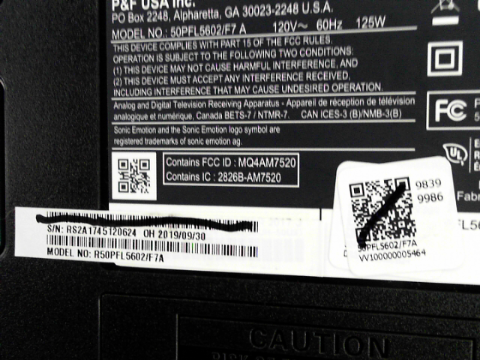 P&F USA Inc.
PO Box 2248, Alpharetta, GA 30023-2248 U.S.A.
MODEL NO : 50PFL5602/F7 A 120V~ 60Hz 125W
THIS DEVICE COMPLIES WITH PART 15 OF THE FCC RULES.
OPERATION IS SUBJECT TO THE FOLLOWING TWO CONDITIONS:
(1) THIS DEVICE MAY NOT CAUSE HARMFUL INTERFERENCE, AND
(2) THIS DEVICE MUST ACCEPT ANY INTERFERENCE RECEIVED,
INCLUDING INTERFERENCE THAT MAY CAUSE UNDESIRED OPERATION.
Analog and Digital Television Receiving Apparatus - Appareil de réception de télévision
analogique et numérique, Canada BETS-7 / NTMR-7. CAN ICES-3 (B)/NMB-3(B)
Sonic Emotion and the Sonic Emotion logo symbol are
registered trademarks of sonic emotion ag.
Contains FCC ID : MQ4AM7520
Contains IC : 2826B-AM7520
FC
UL
9839
9986
50PFL5602/F7A
VV100000005464
S/N: RS2A1745120624 OH 2019/09/30
MODEL NO: R50PFL5602/F7A
CAUTION